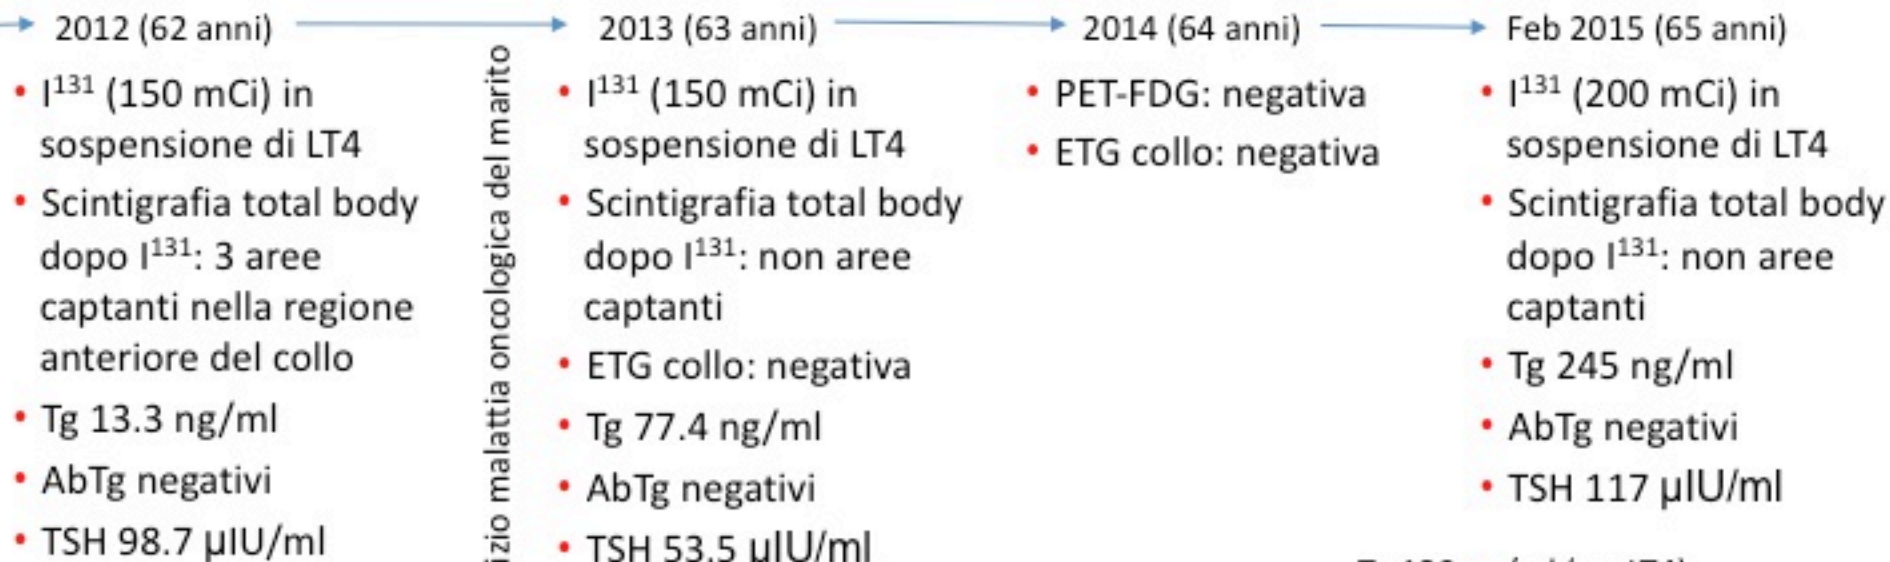 2012 (62 anni)
• I¹³¹ (150 mCi) in
sospensione di LT4
• Scintigrafia total body
dopo I¹³¹: 3 aree
captanti nella regione
anteriore del collo
• Tg 13.3 ng/ml
• AbTg negativi
• TSH 98.7 µIU/ml
malattia oncologica del marito
2013 (63 anni)
• I¹³¹ (150 mCi) in
sospensione di LT4
• Scintigrafia total body
dopo I¹³¹: non aree
captanti
• ETG collo: negativa
• Tg 77.4 ng/ml
• AbTg negativi
• TSH 53.5 µIU/ml
2014 (64 anni)
• PET-FDG: negativa
• ETG collo: negativa
Feb 2015 (65 anni)
• I¹³¹ (200 mCi) in
sospensione di LT4
• Scintigrafia total body
dopo I¹³¹: non aree
captanti
• Tg 245 ng/ml
• AbTg negativi
• TSH 117 µIU/ml